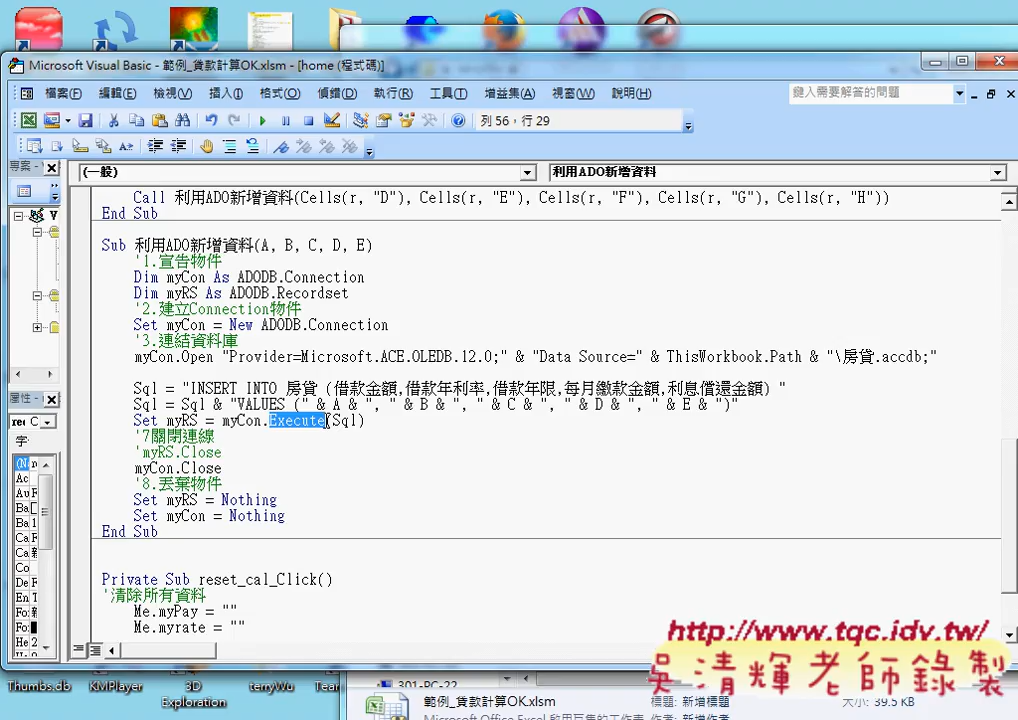 Microsoft Visual Basic - 範例_貸款計算OK.xlsm - [home (程式碼)]
檔案(F) 編輯(E) 檢視(V) 插入(I) 格式(O) 偵錯(D) 執行(R) 工具(T) 增益集(A) 視窗(W) 說明(H) 鍵入需要解答的問題
列 56，行 29
專案 -
(一般) 利用ADO新增資料
Call 利用ADO新增資料(Cells(r, "D"), Cells(r, "E"), Cells(r, "F"), Cells(r, "G"), Cells(r, "H"))
End Sub
Sub 利用ADO新增資料(A, B, C, D, E)
'1.宣告物件
Dim myCon As ADODB.Connection
Dim myRS As ADODB.Recordset
'2.建立Connection物件
Set myCon = New ADODB.Connection
'3.連結資料庫
myCon.Open "Provider=Microsoft.ACE.OLEDB.12.0;" & "Data Source=" & ThisWorkbook.Path & "\房貸.accdb;"
Sql = "INSERT INTO 房貸 (借款金額,借款年利率,借款年限,每月繳款金額,利息償還金額) "
Sql = Sql & "VALUES (" & A & ", " & B & ", " & C & ", " & D & ", " & E & ")"
Set myRS = myCon.Execute(Sql)
'7關閉連線
'myRS.Close
myCon.Close
'8.丟棄物件
Set myRS = Nothing
Set myCon = Nothing
End Sub
Private Sub reset_cal_Click()
'清除所有資料
Me.myPay = ""
Me.myrate = ""
屬性 -
http://www.tqc.idv.tw/
吳清輝老師錄製
Thumbs.db KMPlayer 3D Exploration terryWu
301-PC-22
範例_貸款計算OK.xlsm 標題: 新增標題 大小: 39.5 KB